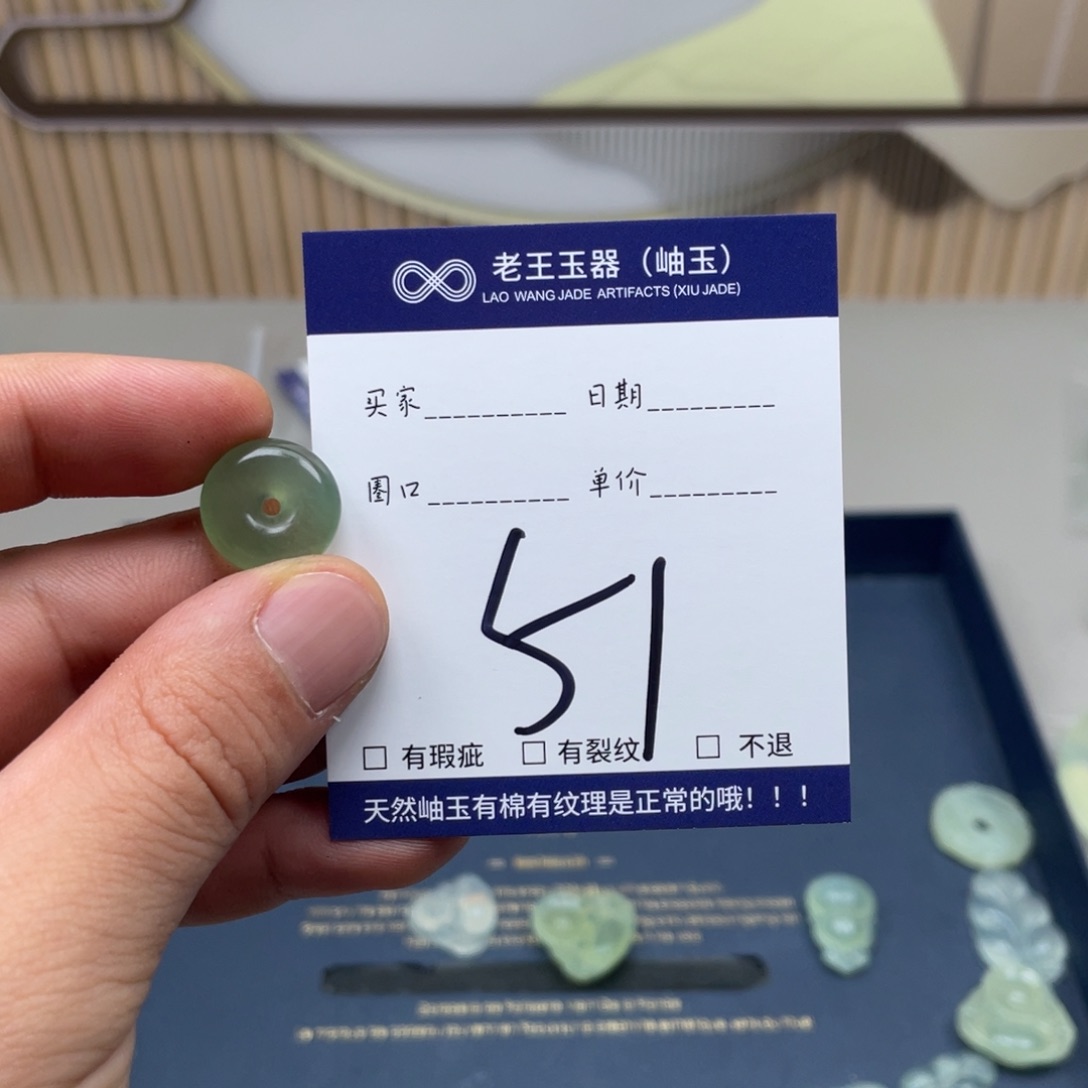 老王玉器（岫玉）
LAO WANG JADE ARTIFACTS (XIU JADE)
买家__________ 日期_________
圈口__________ 单价_________
51
□ 有瑕疵 □ 有裂纹 □ 不退
天然岫玉有棉有纹理是正常的哦！！！